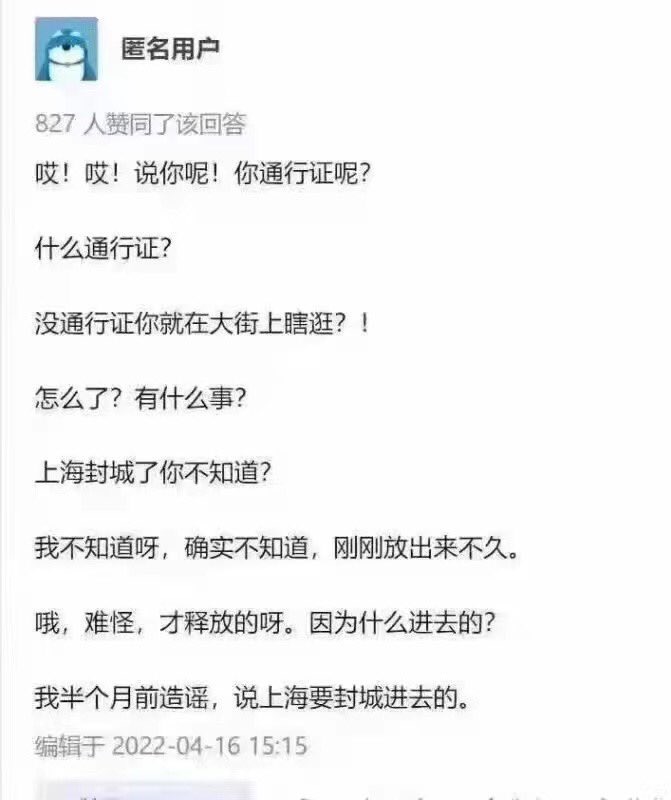 匿名用户
827 人赞同了该回答
哎！哎！说你呢！你通行证呢？
什么通行证？
没通行证你就在大街上瞎逛？！
怎么了？有什么事？
上海封城了你不知道？
我不知道呀，确实不知道，刚刚放出来不久。
哦，难怪，才释放的呀。因为什么进去的？
我半个月前造谣，说上海要封城进去的。
编辑于 2022-04-16 15:15